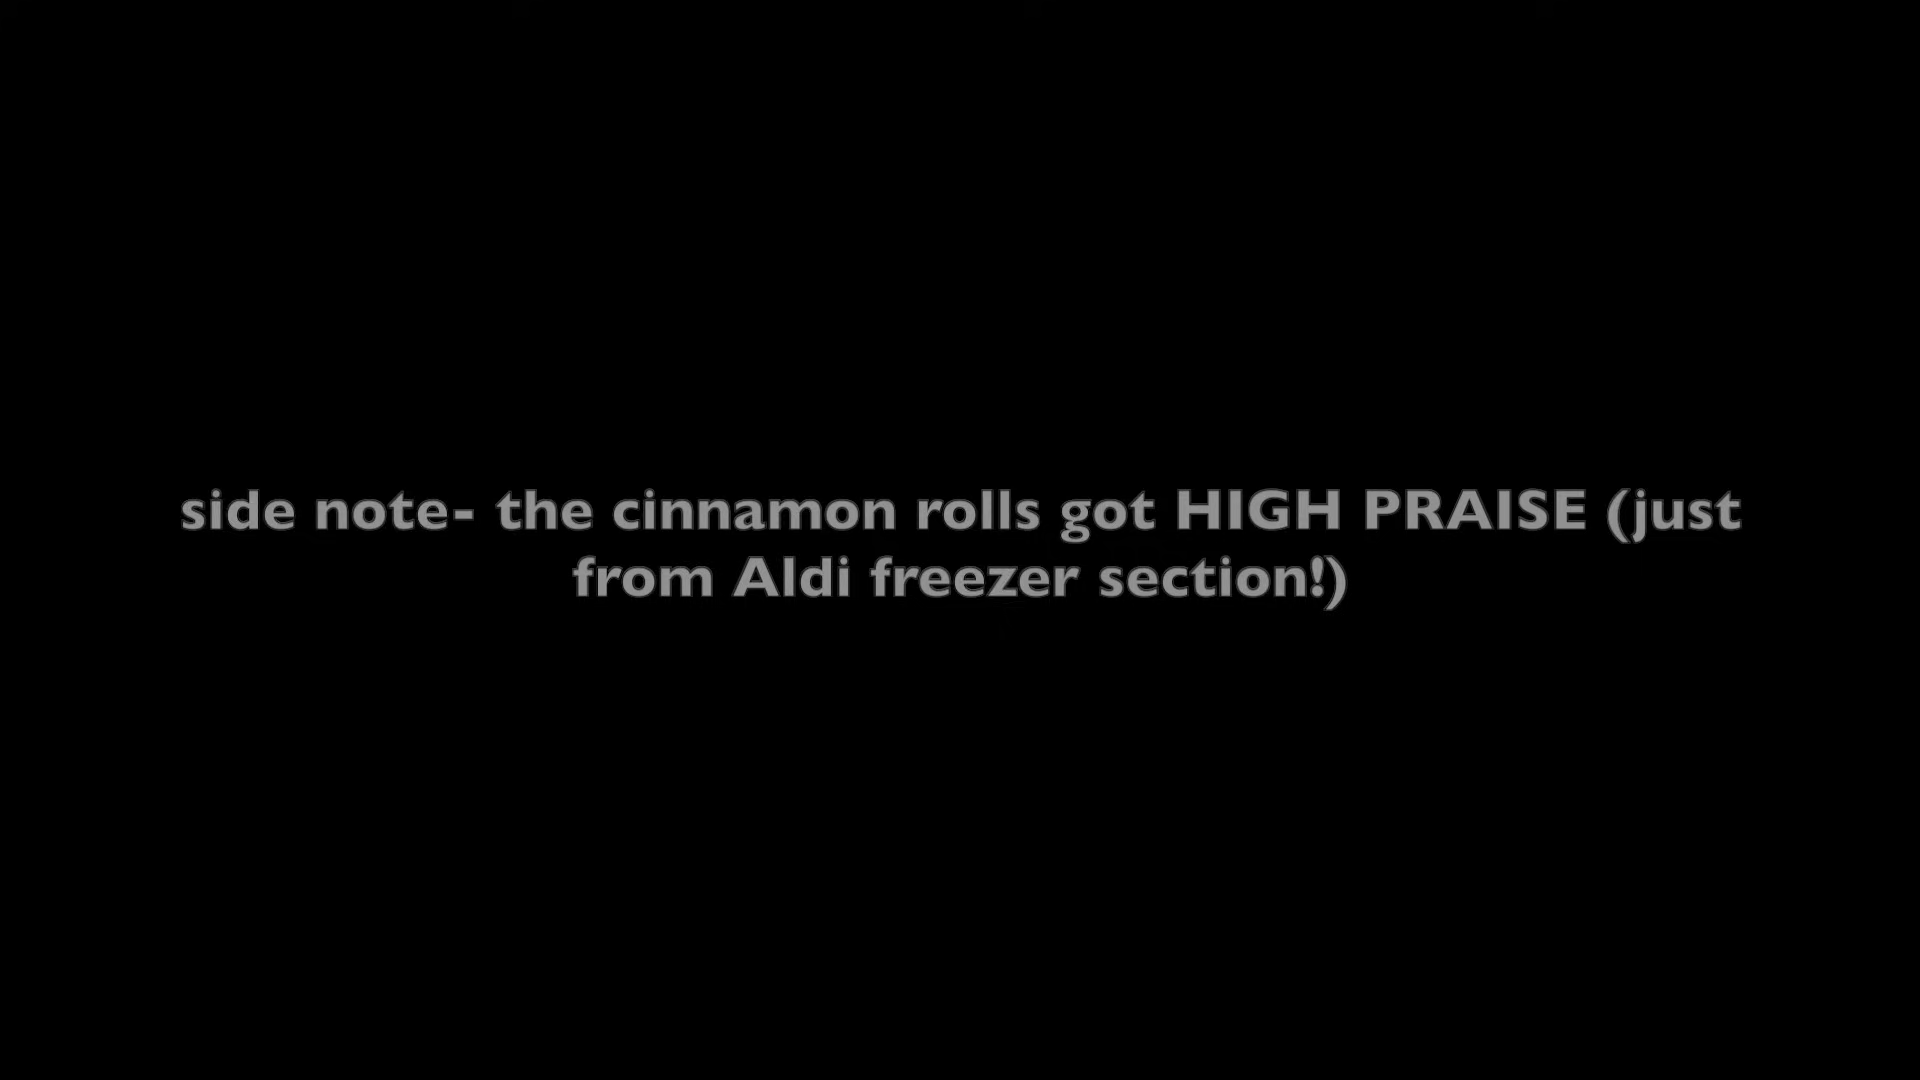 side note- the cinnamon rolls got HIGH PRAISE (just
from Aldi freezer section!)